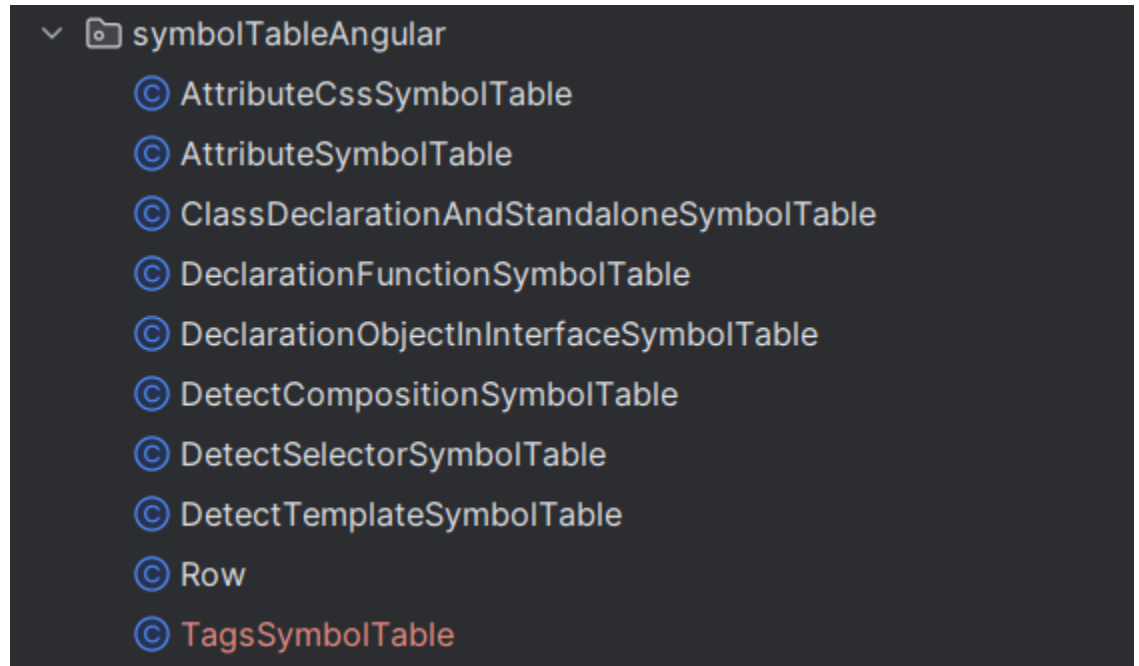 symbolTableAngular
AttributeCssSymbolTable
AttributeSymbolTable
ClassDeclarationAndStandaloneSymbolTable
DeclarationFunctionSymbolTable
DeclarationObjectInInterfaceSymbolTable
DetectCompositionSymbolTable
DetectSelectorSymbolTable
DetectTemplateSymbolTable
Row
TagsSymbolTable